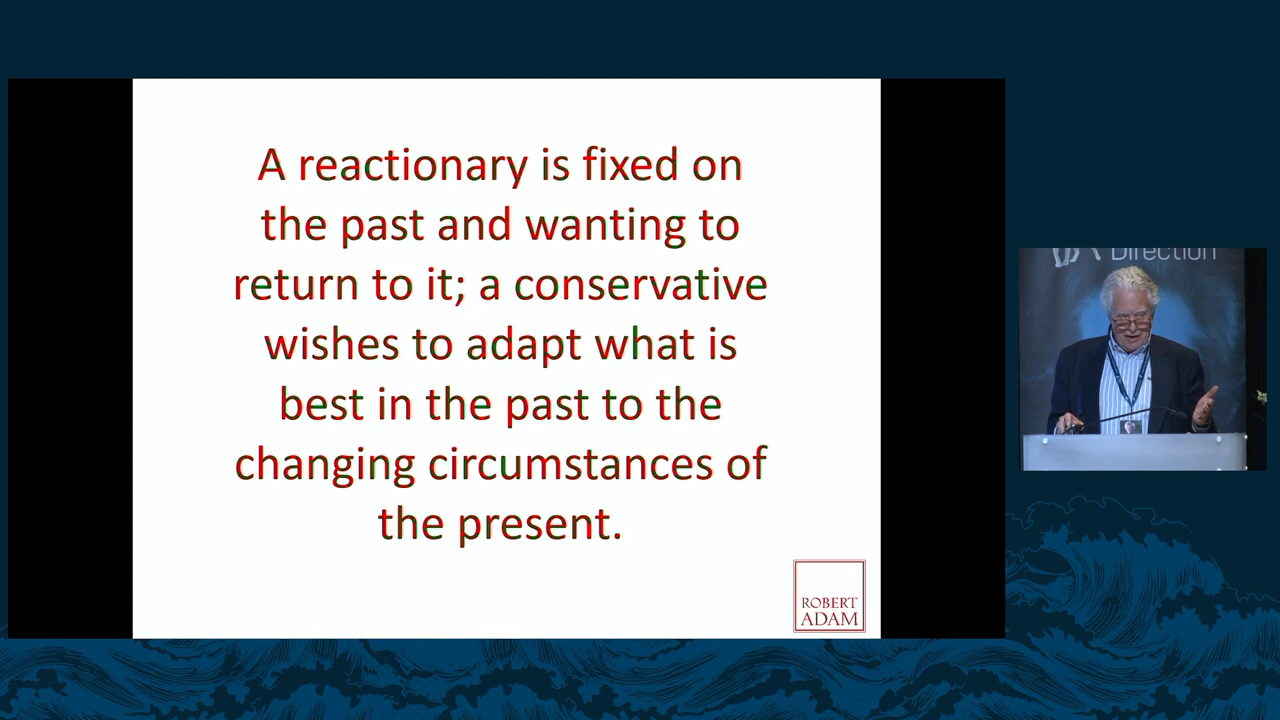 A reactionary is fixed on
the past and wanting to
return to it; a conservative
wishes to adapt what is
best in the past to the
changing circumstances of
the present.
ROBERT
ADAM
Direction